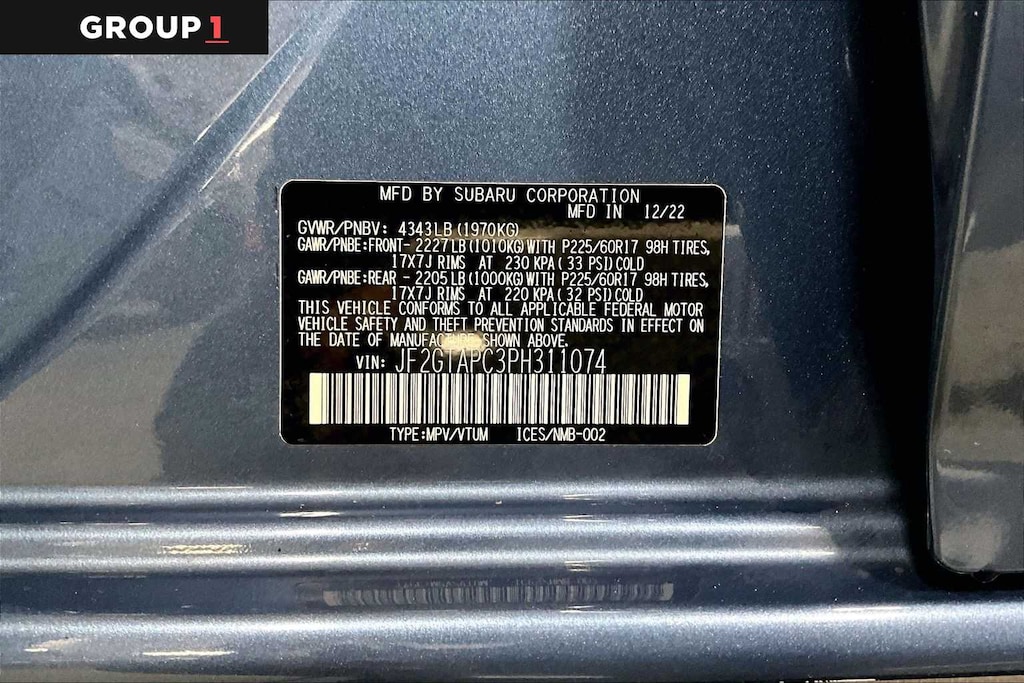 GROUP 1
MFD BY SUBARU CORPORATION
MFD IN 12/22
GVWR/PNBV: 4343LB(1970KG)
GAWR/PNBE:FRONT- 2227LB(1010KG)WITH P225/60R17 98H TIRES,
17X7J RIMS AT 230 KPA( 33 PSI)COLD
GAWR/PNBE:REAR - 2205LB(1000KG)WITH P225/60R17 98H TIRES,
17X7J RIMS AT 220 KPA( 32 PSI)COLD
THIS VEHICLE CONFORMS TO ALL APPLICABLE FEDERAL MOTOR
VEHICLE SAFETY AND THEFT PREVENTION STANDARDS IN EFFECT ON
THE DATE OF MANUFACTURE SHOWN ABOVE.
VIN: JF2GTAPC3PH311074
TYPE:MPV/VTUM ICES/NMB-002